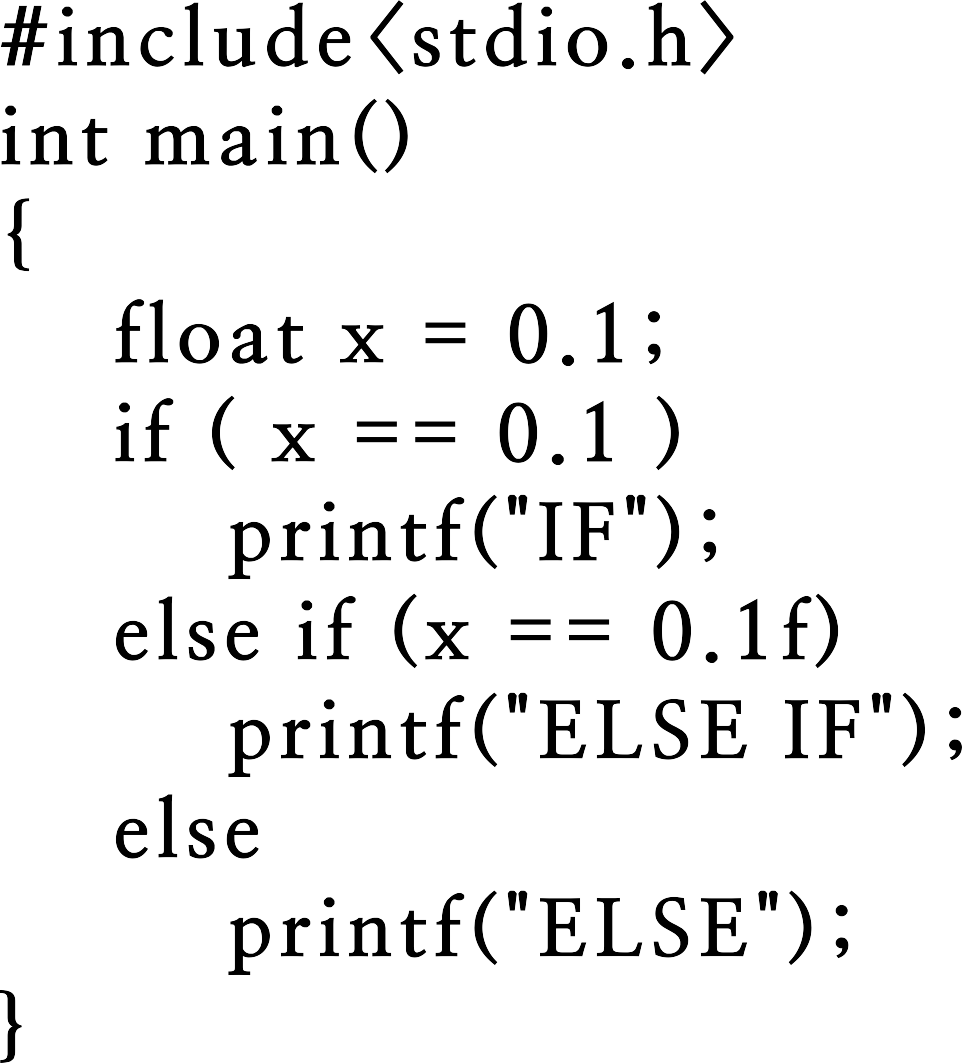 #include<stdio.h>
int main()
{
float x = 0.1;
if ( x == 0.1 )
printf("IF");
else if (x == 0.1f)
printf("ELSE IF");
else
printf("ELSE");
}